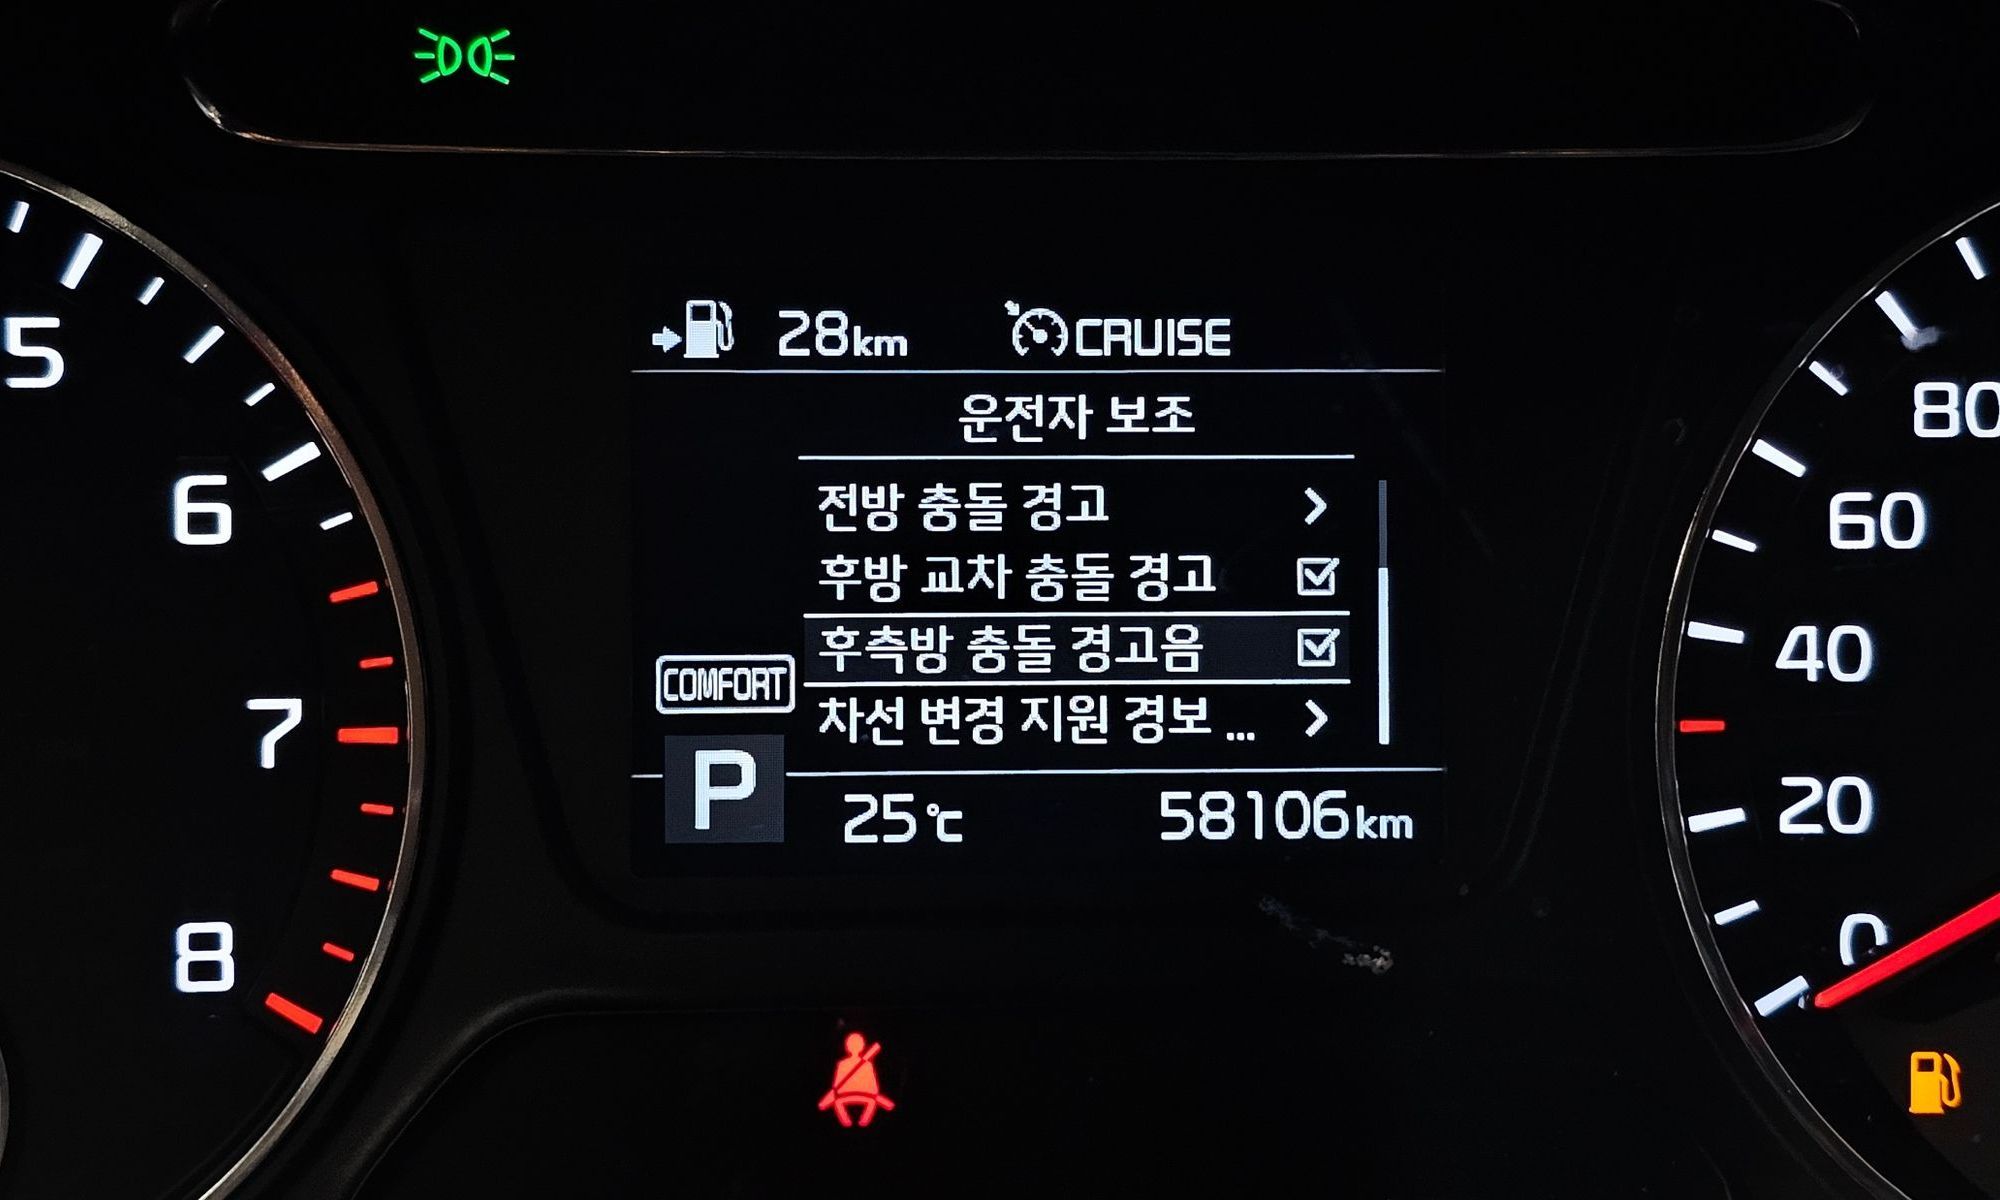 28km CRUISE
운전자 보조
전방 충돌 경고
후방 교차 충돌 경고
후측방 충돌 경고음
차선 변경 지원 경보 ...
COMFORT
P 25℃ 58106km
5
6
7
8
80
60
40
20
0